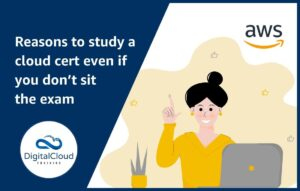 Reasons to study a
cloud cert even if
you don't sit
the exam
aws
DigitalCloud
TRAINING